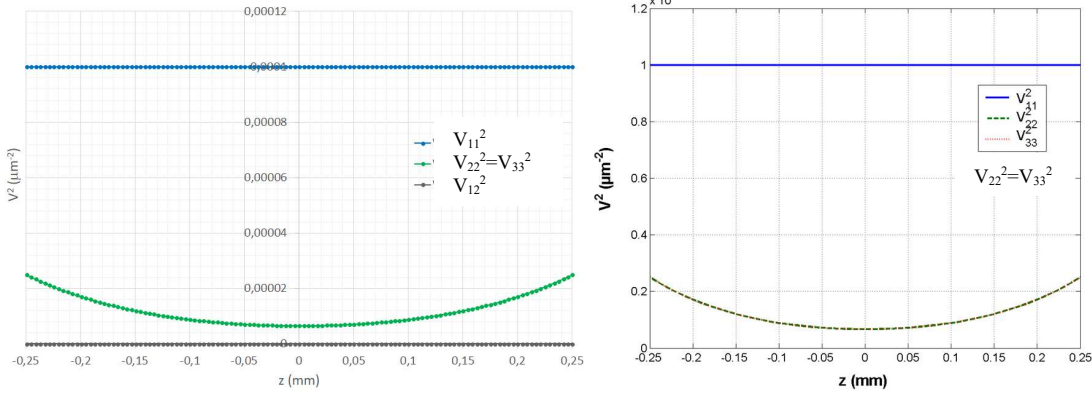 0,00012
0,0001
0,00008
0,00006
0,00004
0,00002
0
V² (µm⁻²)
-0,25 -0,2 -0,15 -0,1 -0,05 0 0,05 0,1 0,15 0,2 0,25
z (mm)
V₁₁²
V₂₂²=V₃₃²
V₁₂²
1.2
1
0.8
0.6
0.4
0.2
0
V² (µm⁻²)
-0.25 -0.2 -0.15 -0.1 -0.05 0 0.05 0.1 0.15 0.2 0.25
z (mm)
V₁₁²
V₂₂²
V₃₃²
V₂₂²=V₃₃²